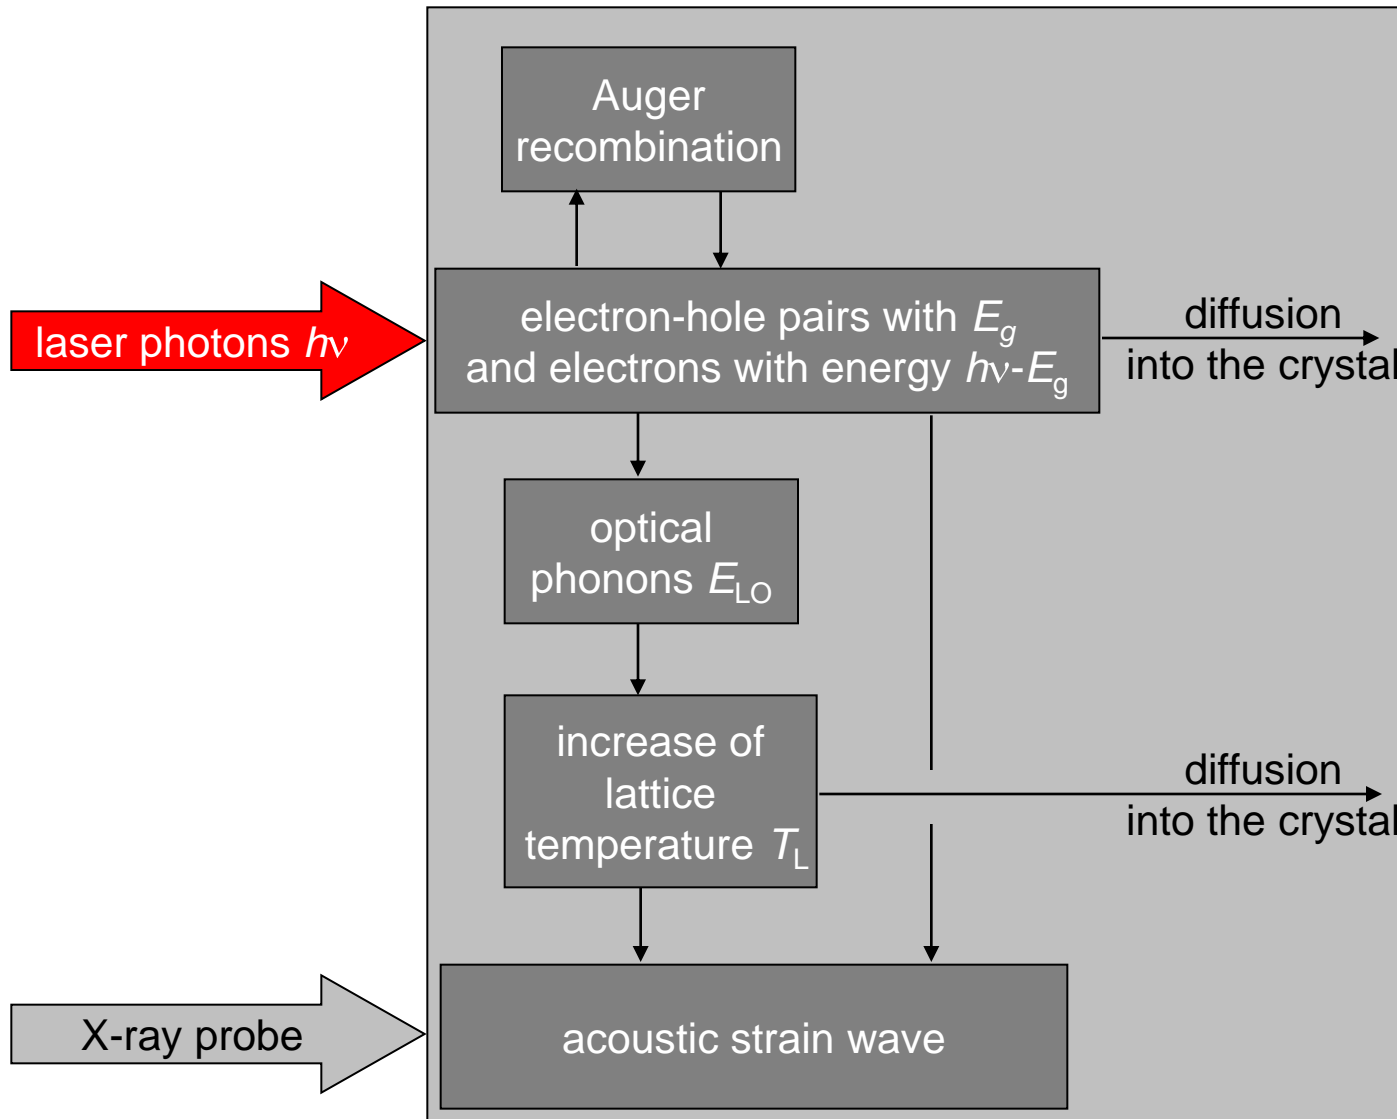 Auger
recombination
laser photons hν
electron-hole pairs with Eg
and electrons with energy hν-Eg
diffusion
into the crystal
optical
phonons ELO
increase of
lattice
temperature TL
diffusion
into the crystal
X-ray probe
acoustic strain wave